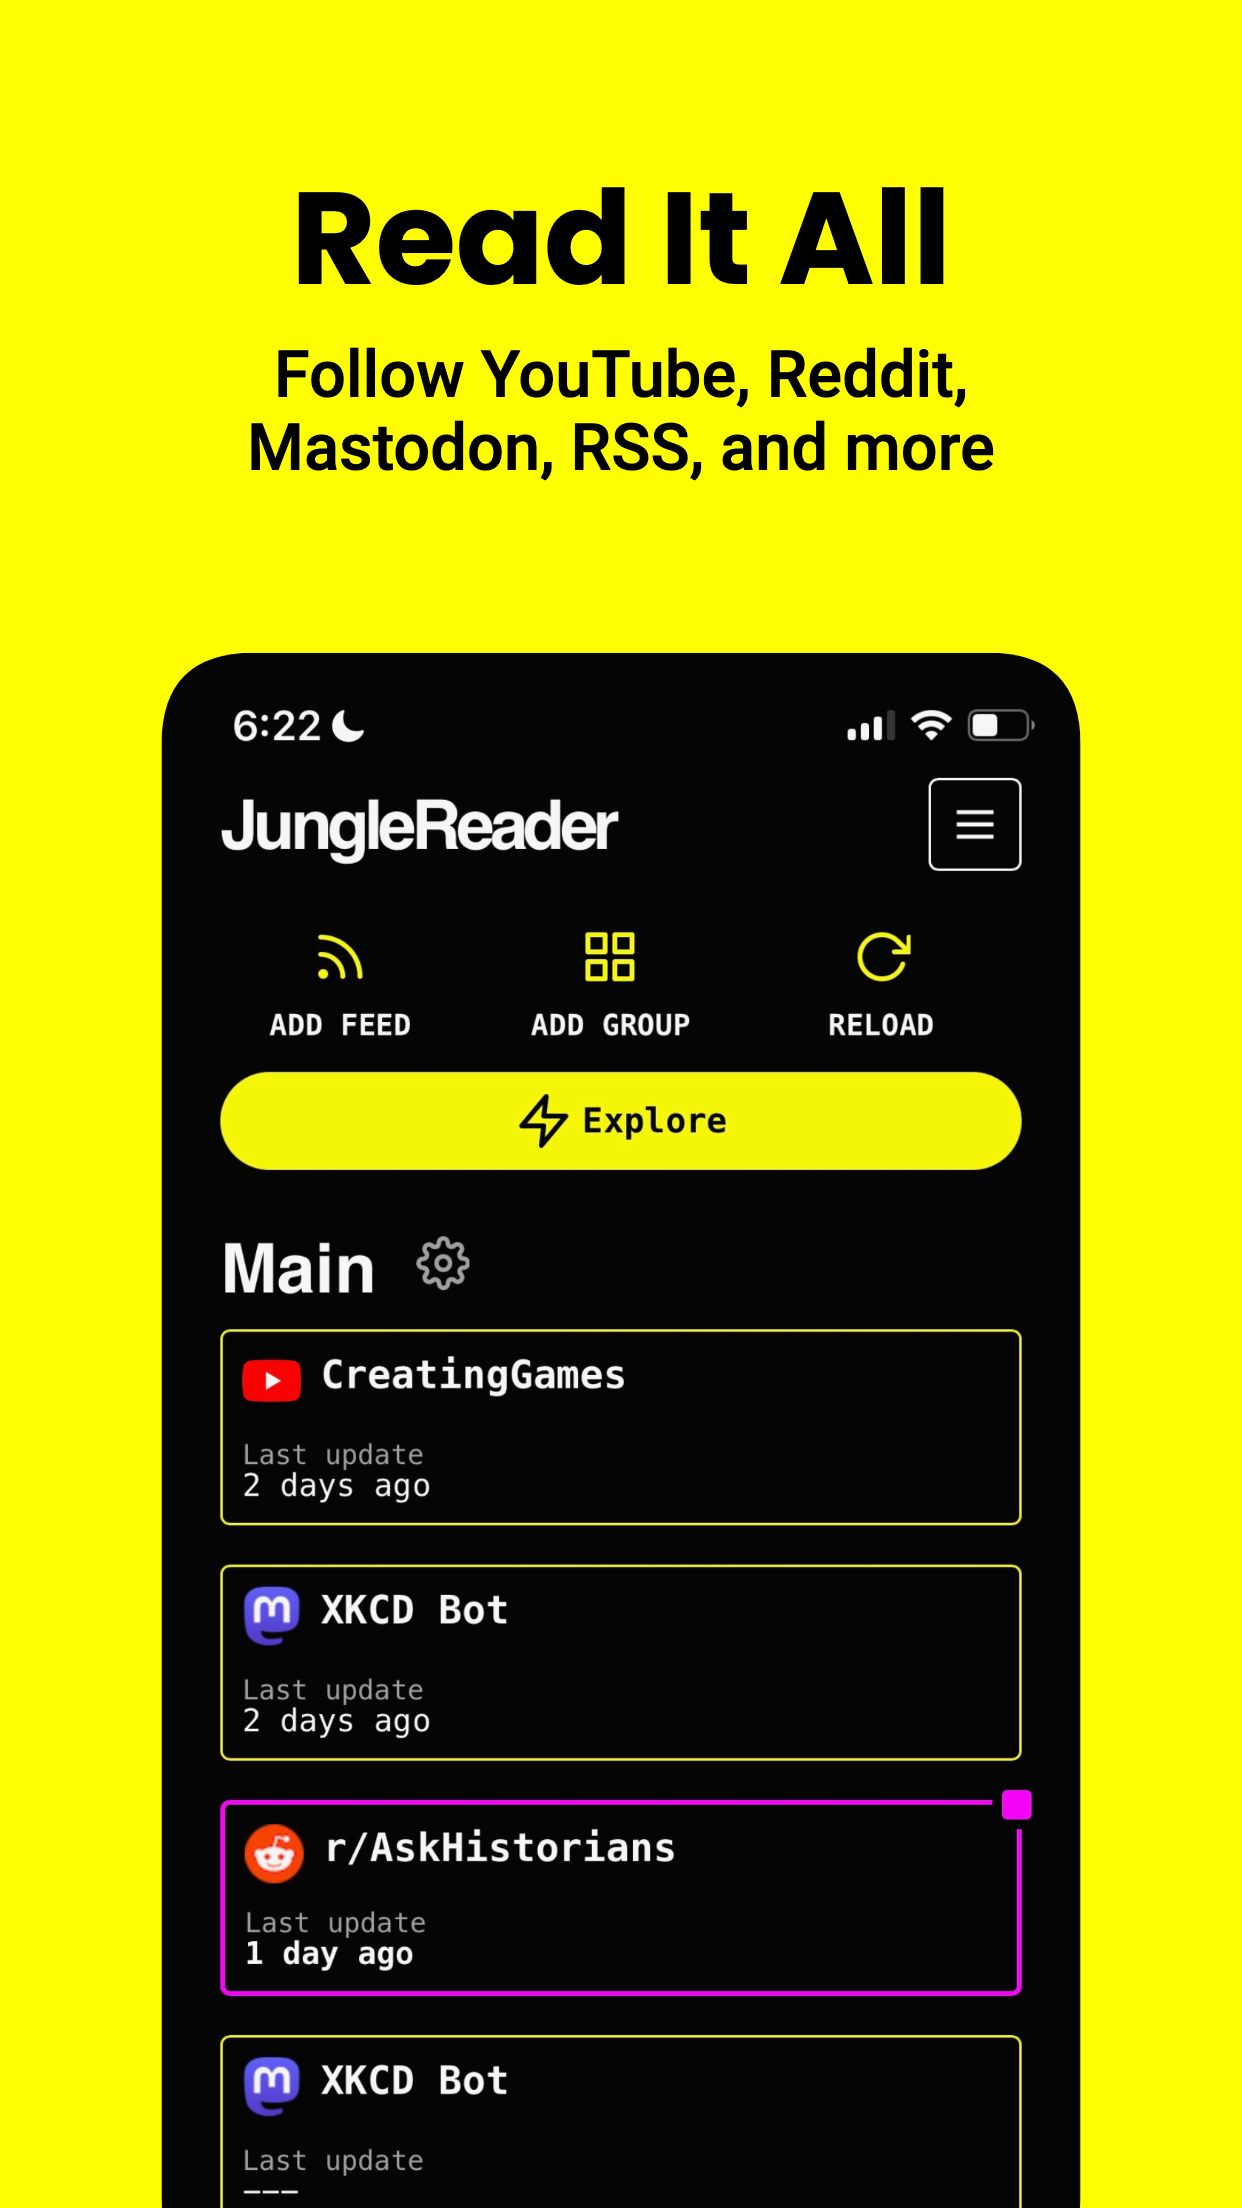 Read It All
Follow YouTube, Reddit,
Mastodon, RSS, and more
6:22
JungleReader
ADD FEED
ADD GROUP
RELOAD
Explore
Main
CreatingGames
Last update
2 days ago
XKCD Bot
Last update
2 days ago
r/AskHistorians
Last update
1 day ago
XKCD Bot
Last update
---